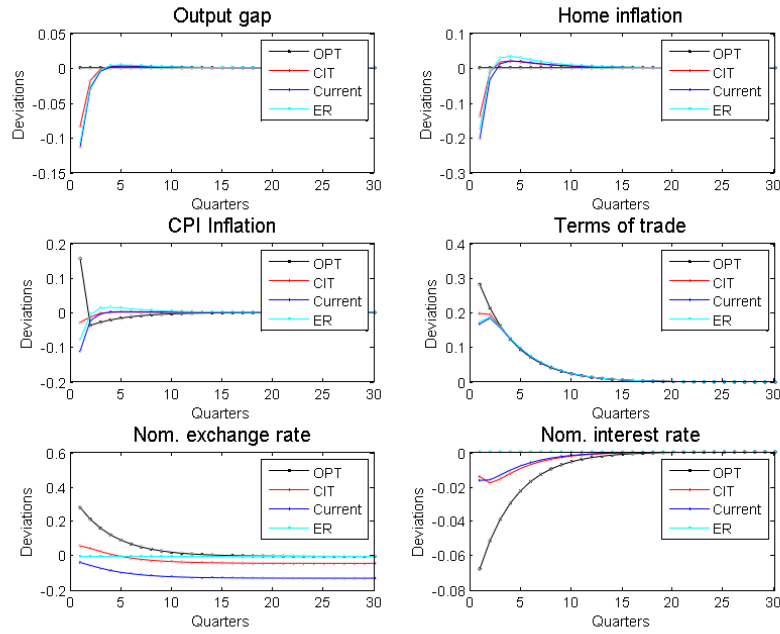 Output gap
0.05
0
-0.05
-0.1
-0.15
Deviations
0 5 10 15 20 25 30
Quarters
OPT
CIT
Current
ER
Home inflation
0.1
0
-0.1
-0.2
-0.3
Deviations
0 5 10 15 20 25 30
Quarters
OPT
CIT
Current
ER
CPI Inflation
0.2
0.1
0
-0.1
-0.2
Deviations
0 5 10 15 20 25 30
Quarters
OPT
CIT
Current
ER
Terms of trade
0.4
0.3
0.2
0.1
0
Deviations
0 5 10 15 20 25 30
Quarters
OPT
CIT
Current
ER
Nom. exchange rate
0.6
0.4
0.2
0
-0.2
Deviations
0 5 10 15 20 25 30
Quarters
OPT
CIT
Current
ER
Nom. interest rate
0
-0.02
-0.04
-0.06
-0.08
Deviations
0 5 10 15 20 25 30
Quarters
OPT
CIT
Current
ER